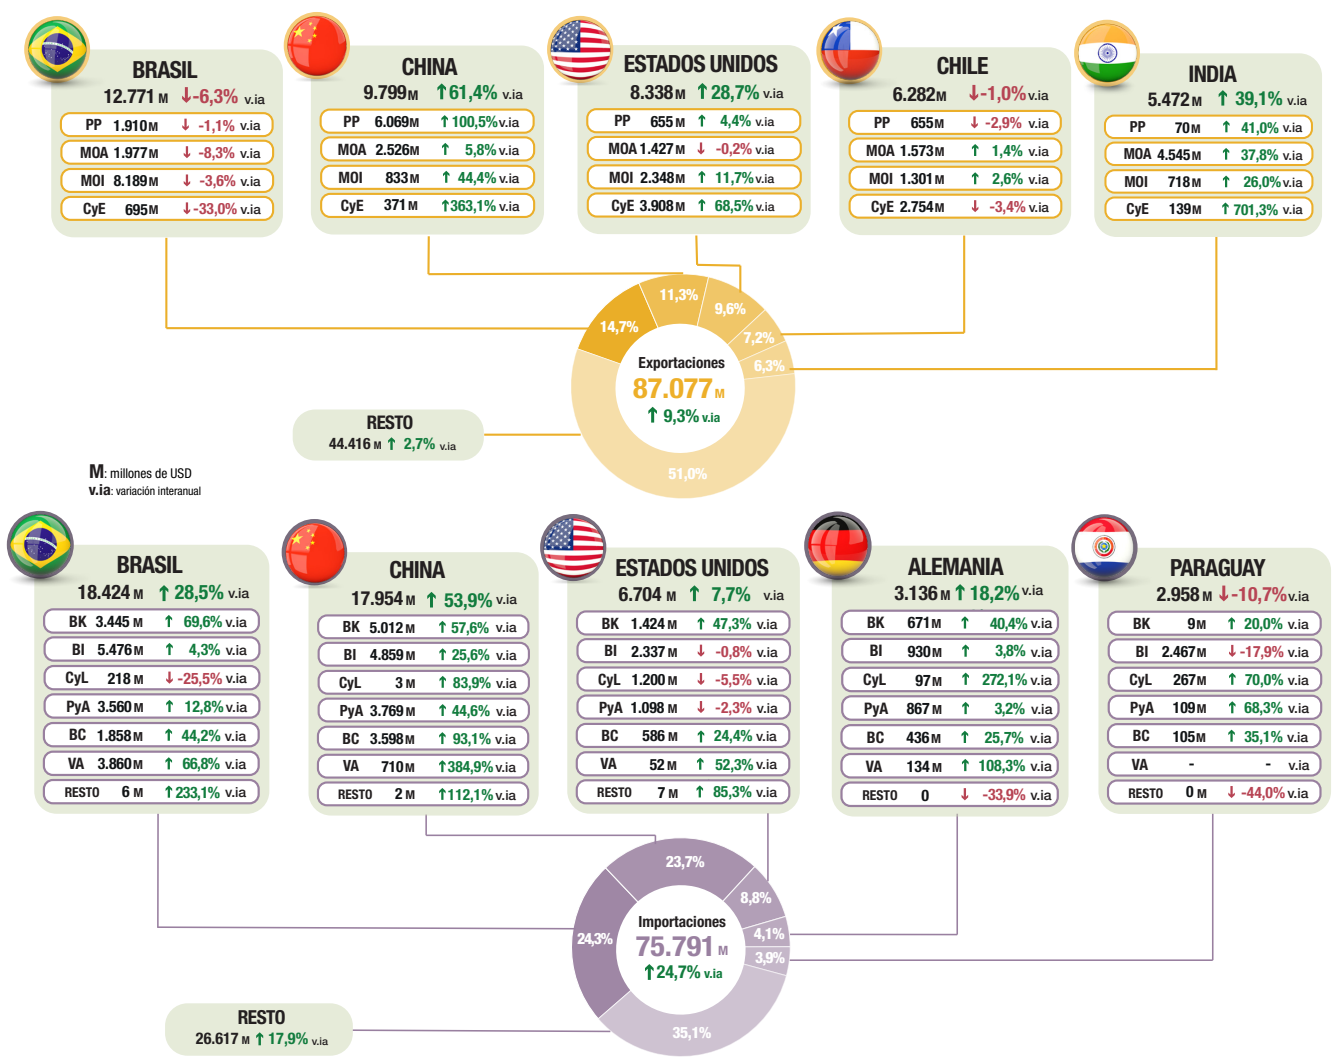 BRASIL
12.771 M ↓-6,3% v.ia
PP 1.910 M ↓ -1,1% v.ia
MOA 1.977 M ↓ -8,3% v.ia
MOI 8.189 M ↓ -3,6% v.ia
CyE 695 M ↓-33,0% v.ia
CHINA
9.799 M ↑61,4% v.ia
PP 6.069 M ↑100,5% v.ia
MOA 2.526 M ↑ 5,8% v.ia
MOI 833 M ↑ 44,4% v.ia
CyE 371 M ↑363,1% v.ia
ESTADOS UNIDOS
8.338 M ↑28,7% v.ia
PP 655 M ↑ 4,4% v.ia
MOA 1.427 M ↓ -0,2% v.ia
MOI 2.348 M ↑ 11,7% v.ia
CyE 3.908 M ↑ 68,5% v.ia
CHILE
6.282 M ↓-1,0% v.ia
PP 655 M ↓ -2,9% v.ia
MOA 1.573 M ↑ 1,4% v.ia
MOI 1.301 M ↑ 2,6% v.ia
CyE 2.754 M ↓ -3,4% v.ia
INDIA
5.472 M ↑ 39,1% v.ia
PP 70 M ↑ 41,0% v.ia
MOA 4.545 M ↑ 37,8% v.ia
MOI 718 M ↑ 26,0% v.ia
CyE 139 M ↑ 701,3% v.ia
14,7%
11,3%
9,6%
7,2%
6,3%
51,0%
Exportaciones
87.077 M
↑ 9,3% v.ia
RESTO
44.416 M ↑ 2,7% v.ia
M: millones de USD
v.ia: variación interanual
BRASIL
18.424 M ↑ 28,5% v.ia
BK 3.445 M ↑ 69,6% v.ia
BI 5.476 M ↑ 4,3% v.ia
CyL 218 M ↓ -25,5% v.ia
PyA 3.560 M ↑ 12,8% v.ia
BC 1.858 M ↑ 44,2% v.ia
VA 3.860 M ↑ 66,8% v.ia
RESTO 6 M ↑233,1% v.ia
CHINA
17.954 M ↑ 53,9% v.ia
BK 5.012 M ↑ 57,6% v.ia
BI 4.859 M ↑ 25,6% v.ia
CyL 3 M ↑ 83,9% v.ia
PyA 3.769 M ↑ 44,6% v.ia
BC 3.598 M ↑ 93,1% v.ia
VA 710 M ↑384,9% v.ia
RESTO 2 M ↑112,1% v.ia
ESTADOS UNIDOS
6.704 M ↑ 7,7% v.ia
BK 1.424 M ↑ 47,3% v.ia
BI 2.337 M ↓ -0,8% v.ia
CyL 1.200 M ↓ -5,5% v.ia
PyA 1.098 M ↓ -2,3% v.ia
BC 586 M ↑ 24,4% v.ia
VA 52 M ↑ 52,3% v.ia
RESTO 7 M ↑ 85,3% v.ia
ALEMANIA
3.136 M ↑ 18,2% v.ia
BK 671 M ↑ 40,4% v.ia
BI 930 M ↑ 3,8% v.ia
CyL 97 M ↑ 272,1% v.ia
PyA 867 M ↑ 3,2% v.ia
BC 436 M ↑ 25,7% v.ia
VA 134 M ↑ 108,3% v.ia
RESTO 0 ↓ -33,9% v.ia
PARAGUAY
2.958 M ↓-10,7% v.ia
BK 9 M ↑ 20,0% v.ia
BI 2.467 M ↓ -17,9% v.ia
CyL 267 M ↑ 70,0% v.ia
PyA 109 M ↑ 68,3% v.ia
BC 105 M ↑ 35,1% v.ia
VA - - v.ia
RESTO 0 M ↓ -44,0% v.ia
24,3%
23,7%
8,8%
4,1%
3,9%
35,1%
Importaciones
75.791 M
↑24,7% v.ia
RESTO
26.617 M ↑ 17,9% v.ia